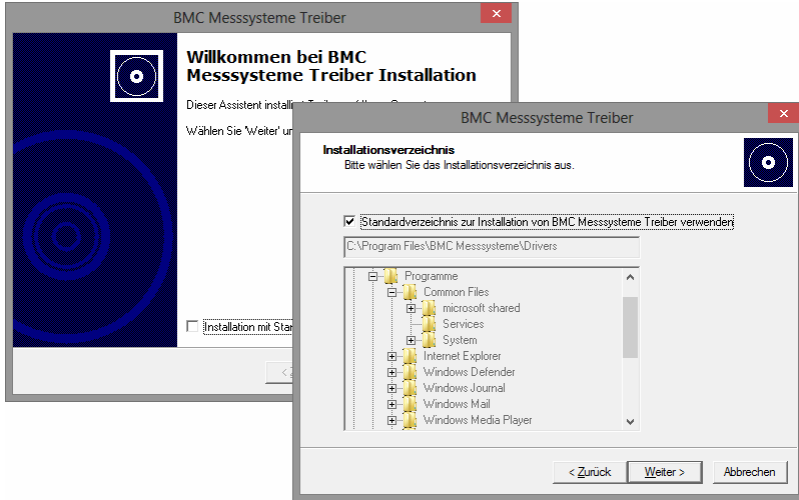 BMC Messsysteme Treiber
Willkommen bei BMC
Messsysteme Treiber Installation
Dieser Assistent
Wählen Sie 'Weiter'
Installation mit
BMC Messsysteme Treiber
Installationsverzeichnis
Bitte wählen Sie das Installationsverzeichnis aus.
Standardverzeichnis zur Installation von BMC Messsysteme Treiber verwenden
C:\Program Files\BMC Messsysteme\Drivers
Programme
Common Files
microsoft shared
Services
System
Internet Explorer
Windows Defender
Windows Journal
Windows Mail
Windows Media Player
< Zurück
Weiter >
Abbrechen